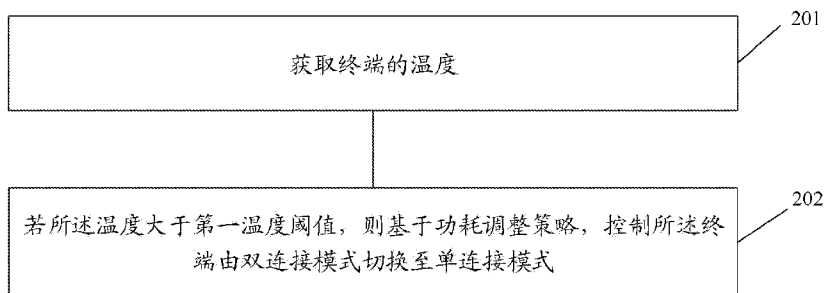 201
获取终端的温度
202
若所述温度大于第一温度阈值，则基于功耗调整策略，控制所述终
端由双连接模式切换至单连接模式